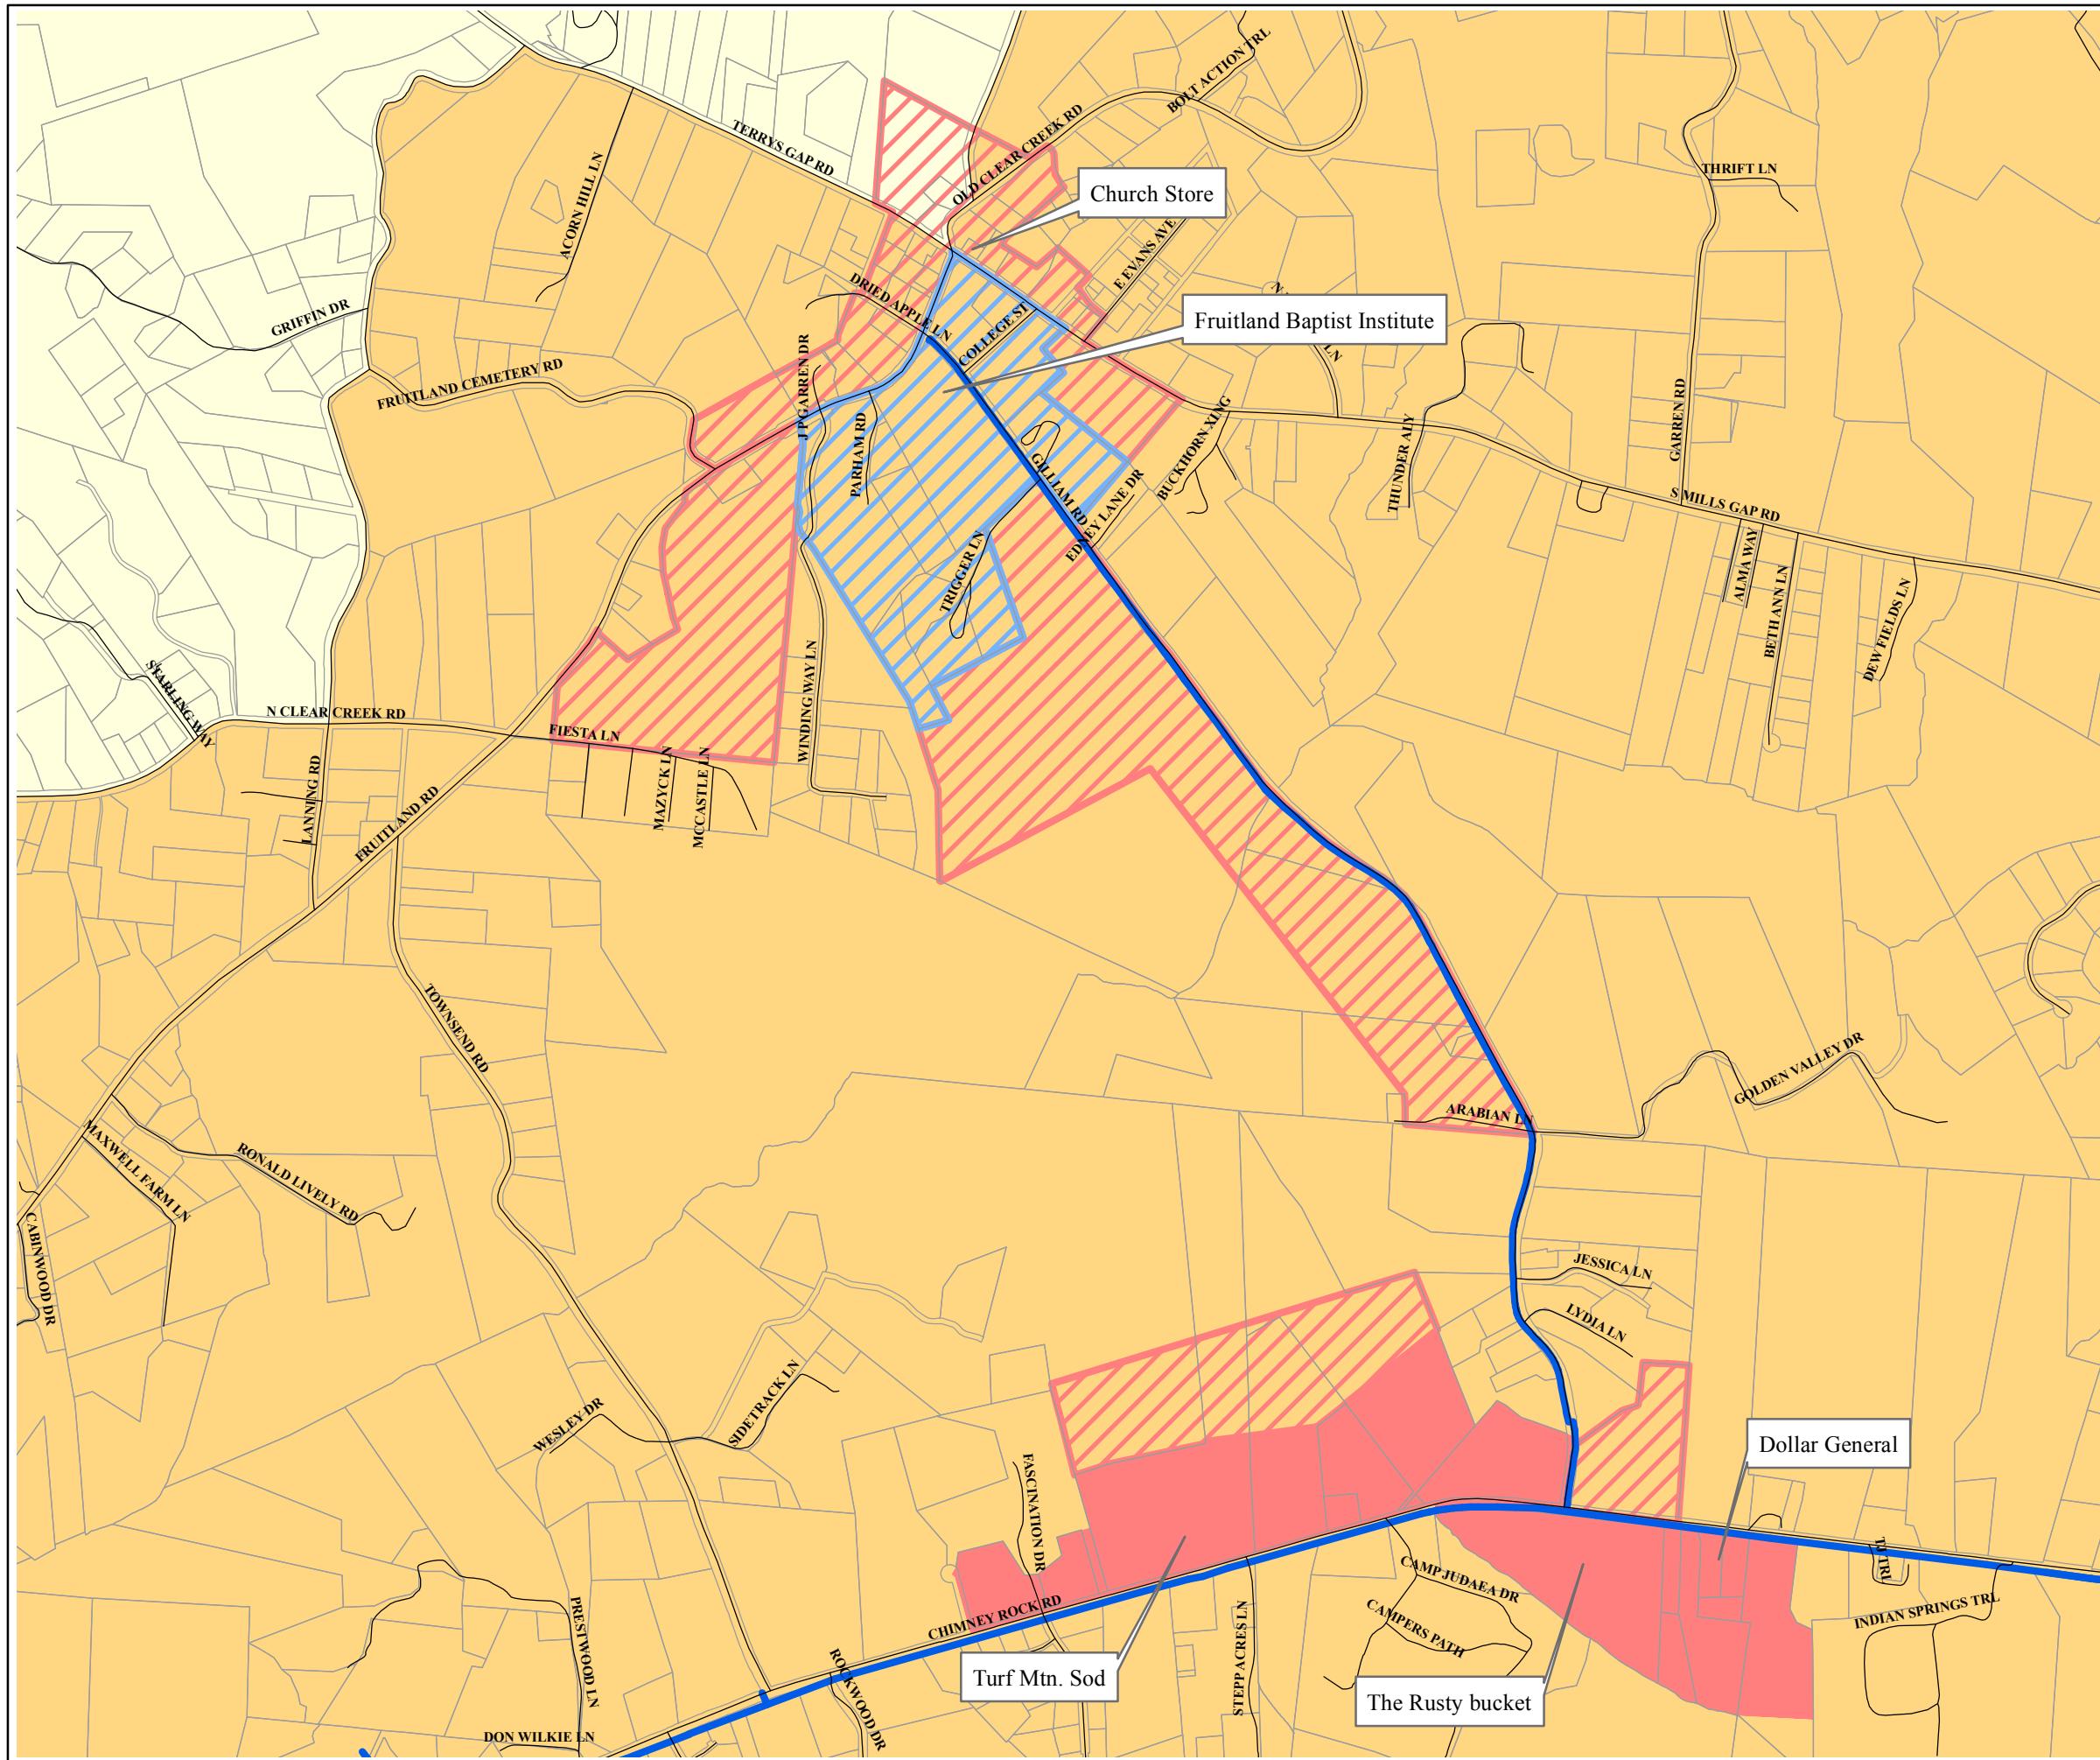 BOLT ACTION TRL
TERRYS GAP RD
OLD CLEAR CREEK RD
THRIFT LN
Church Store
ACORN HILL LN
E EVANS AVE
DRIED APPLE LN
GRIFFIN DR
COLLEGE ST
Fruitland Baptist Institute
LN
J P GARREN DR
FRUITLAND CEMETERY RD
GARREN RD
PARHAM RD
BUCKHORN XING
THUNDER ALY
GILLIAM RD
S MILLS GAP RD
EDNEY LANE DR
TRIGGER LN
ALMA WAY
BETH ANN LN
DEW FIELDS LN
STARLING WAY
N CLEAR CREEK RD
WINDING WAY LN
FIESTA LN
LANNING RD
MAZYCK LN
MCCASTLE LN
FRUITLAND RD
TOWNSEND RD
GOLDEN VALLEY DR
ARABIAN LN
MAXWELL FARM LN
RONALD LIVELY RD
CABINWOOD DR
JESSICA LN
LYDIA LN
SIDETRACK LN
WESLEY DR
Dollar General
FASCINATION DR
TJ TRL
CAMP JUDAEA DR
CAMPERS PATH
INDIAN SPRINGS TRL
PRESTWOOD LN
CHIMNEY ROCK RD
STEPP ACRES LN
Turf Mtn. Sod
The Rusty bucket
ROCKWOOD DR
DON WILKIE LN